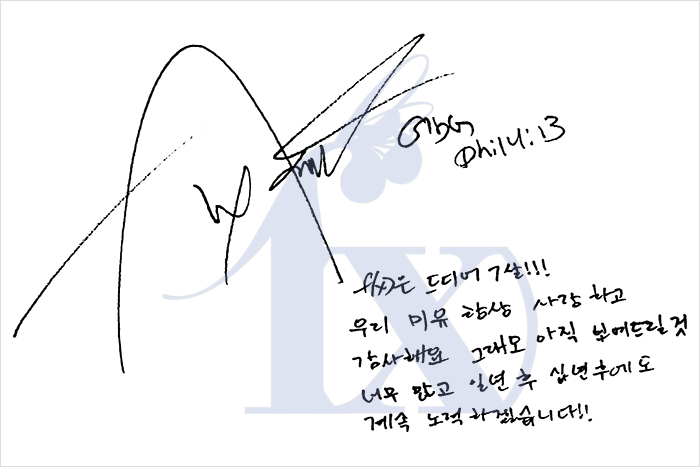 GbG
Phil 4:13
f(x)은 드디어 7살!!!
우리 미유 항상 사랑하고
감사해요 그래도 아직 보여드릴 것
너무 많고 일년 후 십년후에도
계속 노력하겠습니다!!